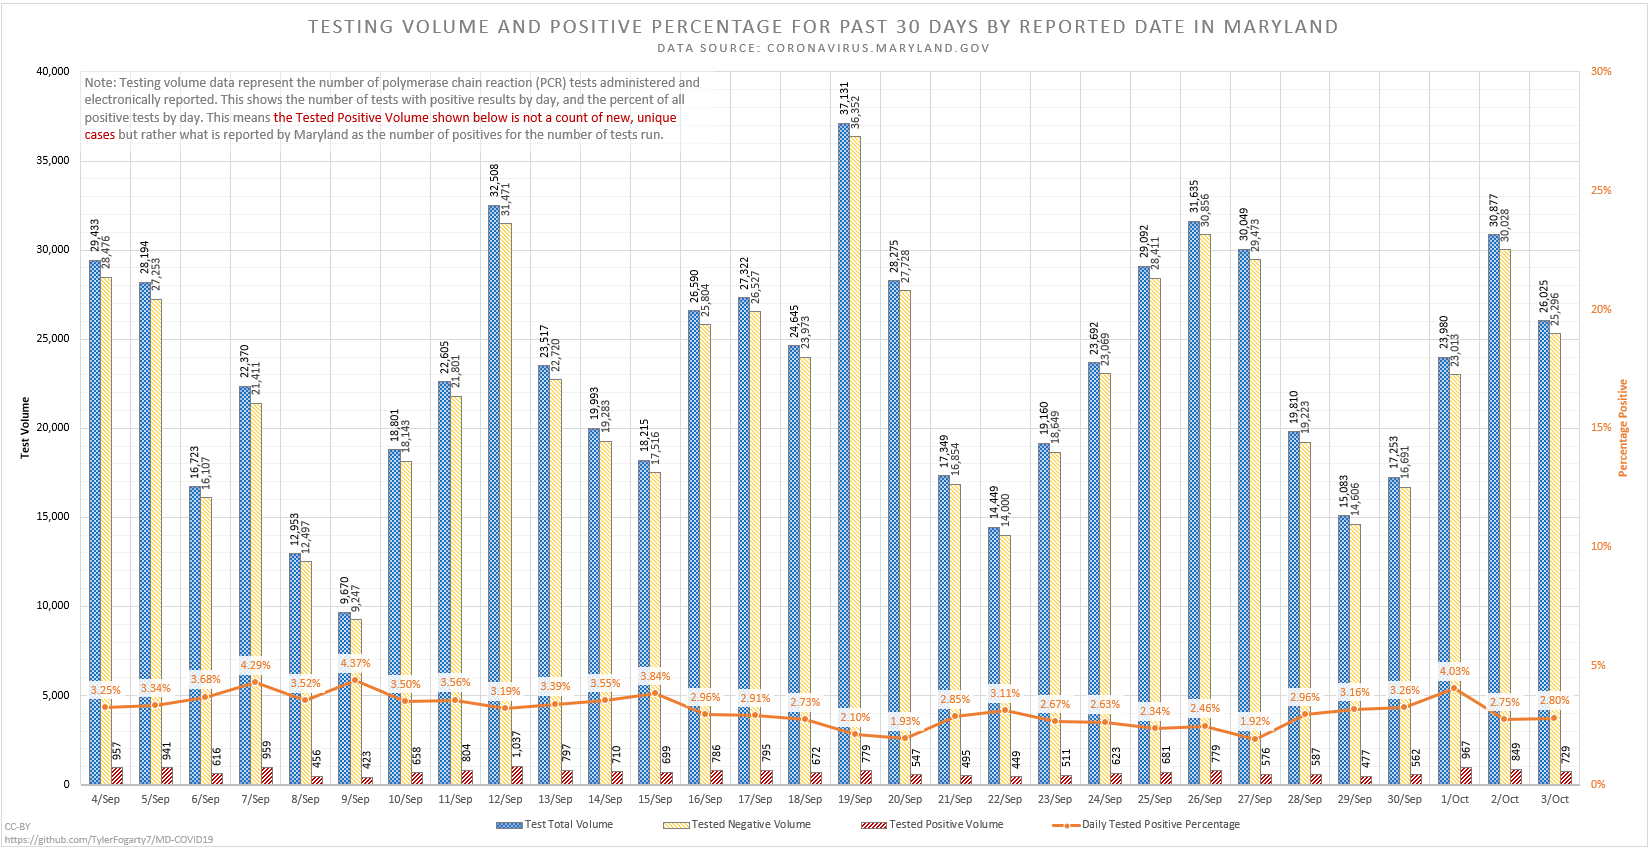 TESTING VOLUME AND POSITIVE PERCENTAGE FOR PAST 30 DAYS BY REPORTED DATE IN MARYLAND
DATA SOURCE: CORONAVIRUS.MARYLAND.GOV
Note: Testing volume data represent the number of polymerase chain reaction (PCR) tests administered and
electronically reported. This shows the number of tests with positive results by day, and the percent of all
positive tests by day. This means the Tested Positive Volume shown below is not a count of new, unique
cases but rather what is reported by Maryland as the number of positives for the number of tests run.
Test Volume
40,000
35,000
30,000
25,000
20,000
15,000
10,000
5,000
0
Percentage Positive
30%
25%
20%
15%
10%
5%
0%
29,433 28,476 3.25% 957
28,194 27,253 3.34% 941
16,723 16,107 3.68% 616
22,370 21,411 4.29% 959
12,953 12,497 3.52% 456
9,670 9,247 4.37% 423
18,801 18,143 3.50% 658
22,605 21,801 3.56% 804
32,508 31,471 3.19% 1,037
23,517 22,720 3.39% 797
19,993 19,283 3.55% 710
18,215 17,516 3.84% 699
26,590 25,804 2.96% 786
27,322 26,527 2.91% 795
24,645 23,973 2.73% 672
37,131 36,352 2.10% 779
28,275 27,728 1.93% 547
17,349 16,854 2.85% 495
14,449 14,000 3.11% 449
19,160 18,649 2.67% 511
23,692 23,069 2.63% 623
29,092 28,411 2.34% 681
31,635 30,856 2.46% 779
30,049 29,473 1.92% 576
19,810 19,223 2.96% 587
15,083 14,606 3.16% 477
17,253 16,691 3.26% 562
23,980 23,013 4.03% 967
30,877 30,028 2.75% 849
26,025 25,296 2.80% 729
4/Sep 5/Sep 6/Sep 7/Sep 8/Sep 9/Sep 10/Sep 11/Sep 12/Sep 13/Sep 14/Sep 15/Sep 16/Sep 17/Sep 18/Sep 19/Sep 20/Sep 21/Sep 22/Sep 23/Sep 24/Sep 25/Sep 26/Sep 27/Sep 28/Sep 29/Sep 30/Sep 1/Oct 2/Oct 3/Oct
Test Total Volume Tested Negative Volume Tested Positive Volume Daily Tested Positive Percentage
CC-BY
https://github.com/TylerFogarty7/MD-COVID19